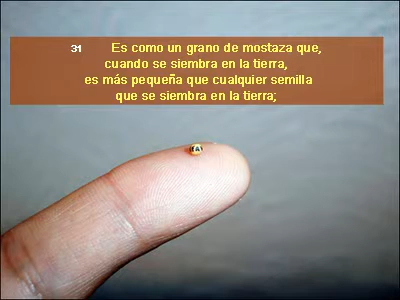 31 Es como un grano de mostaza que,
cuando se siembra en la tierra,
es más pequeña que cualquier semilla
que se siembra en la tierra;